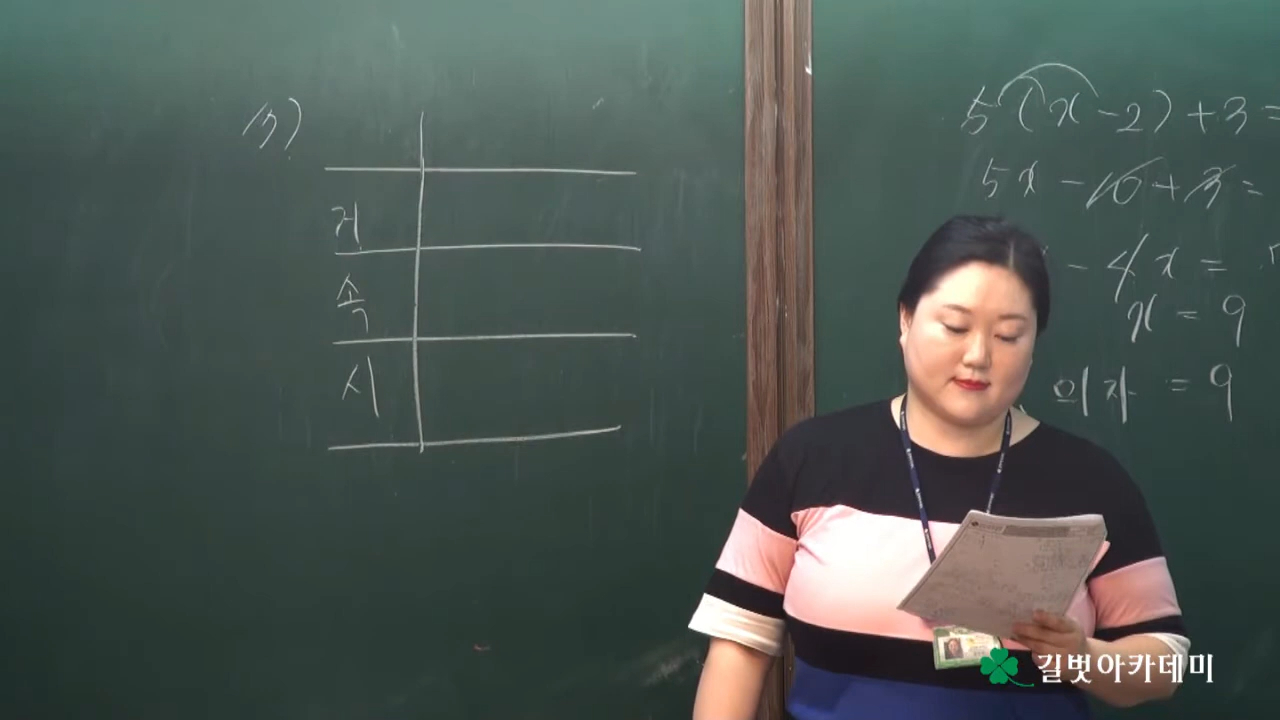 거
속
시
5(x-2)+3=
5x-10+3=
-4x=
x=9
의자=9
길벗아카데미